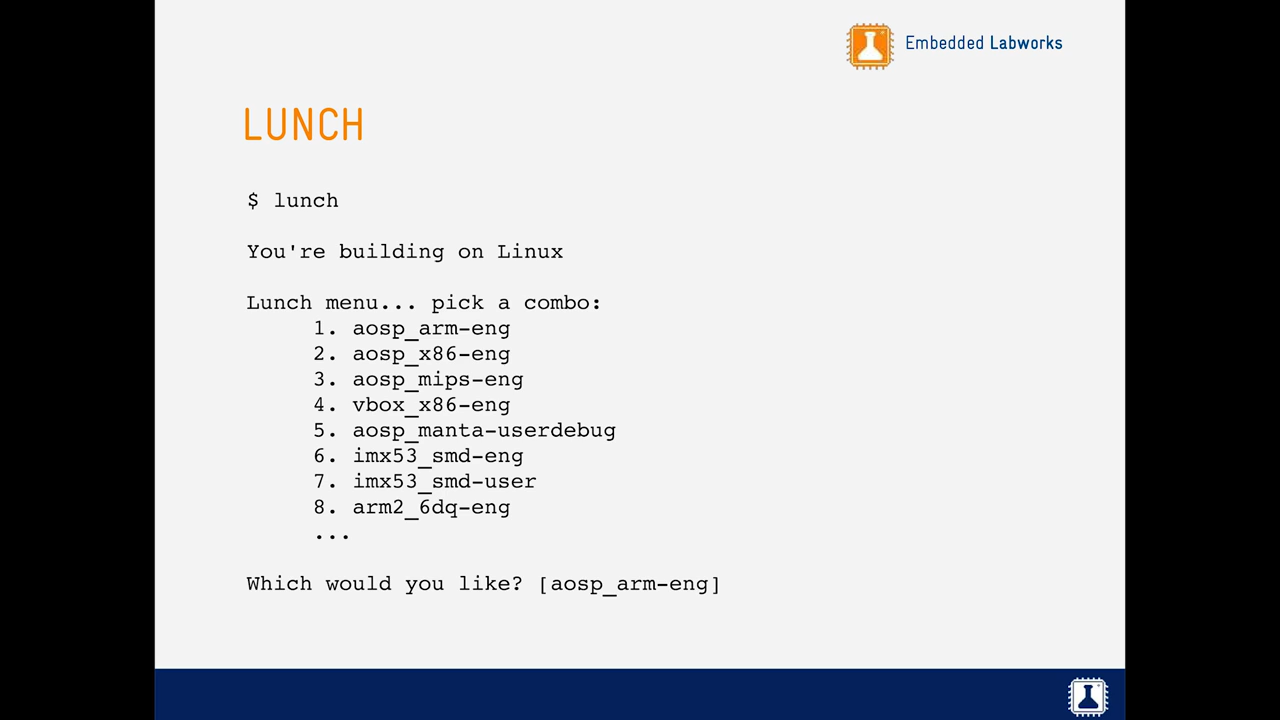 Embedded Labworks
LUNCH
$ lunch
You're building on Linux
Lunch menu... pick a combo:
1. aosp_arm-eng
2. aosp_x86-eng
3. aosp_mips-eng
4. vbox_x86-eng
5. aosp_manta-userdebug
6. imx53_smd-eng
7. imx53_smd-user
8. arm2_6dq-eng
...
Which would you like? [aosp_arm-eng]